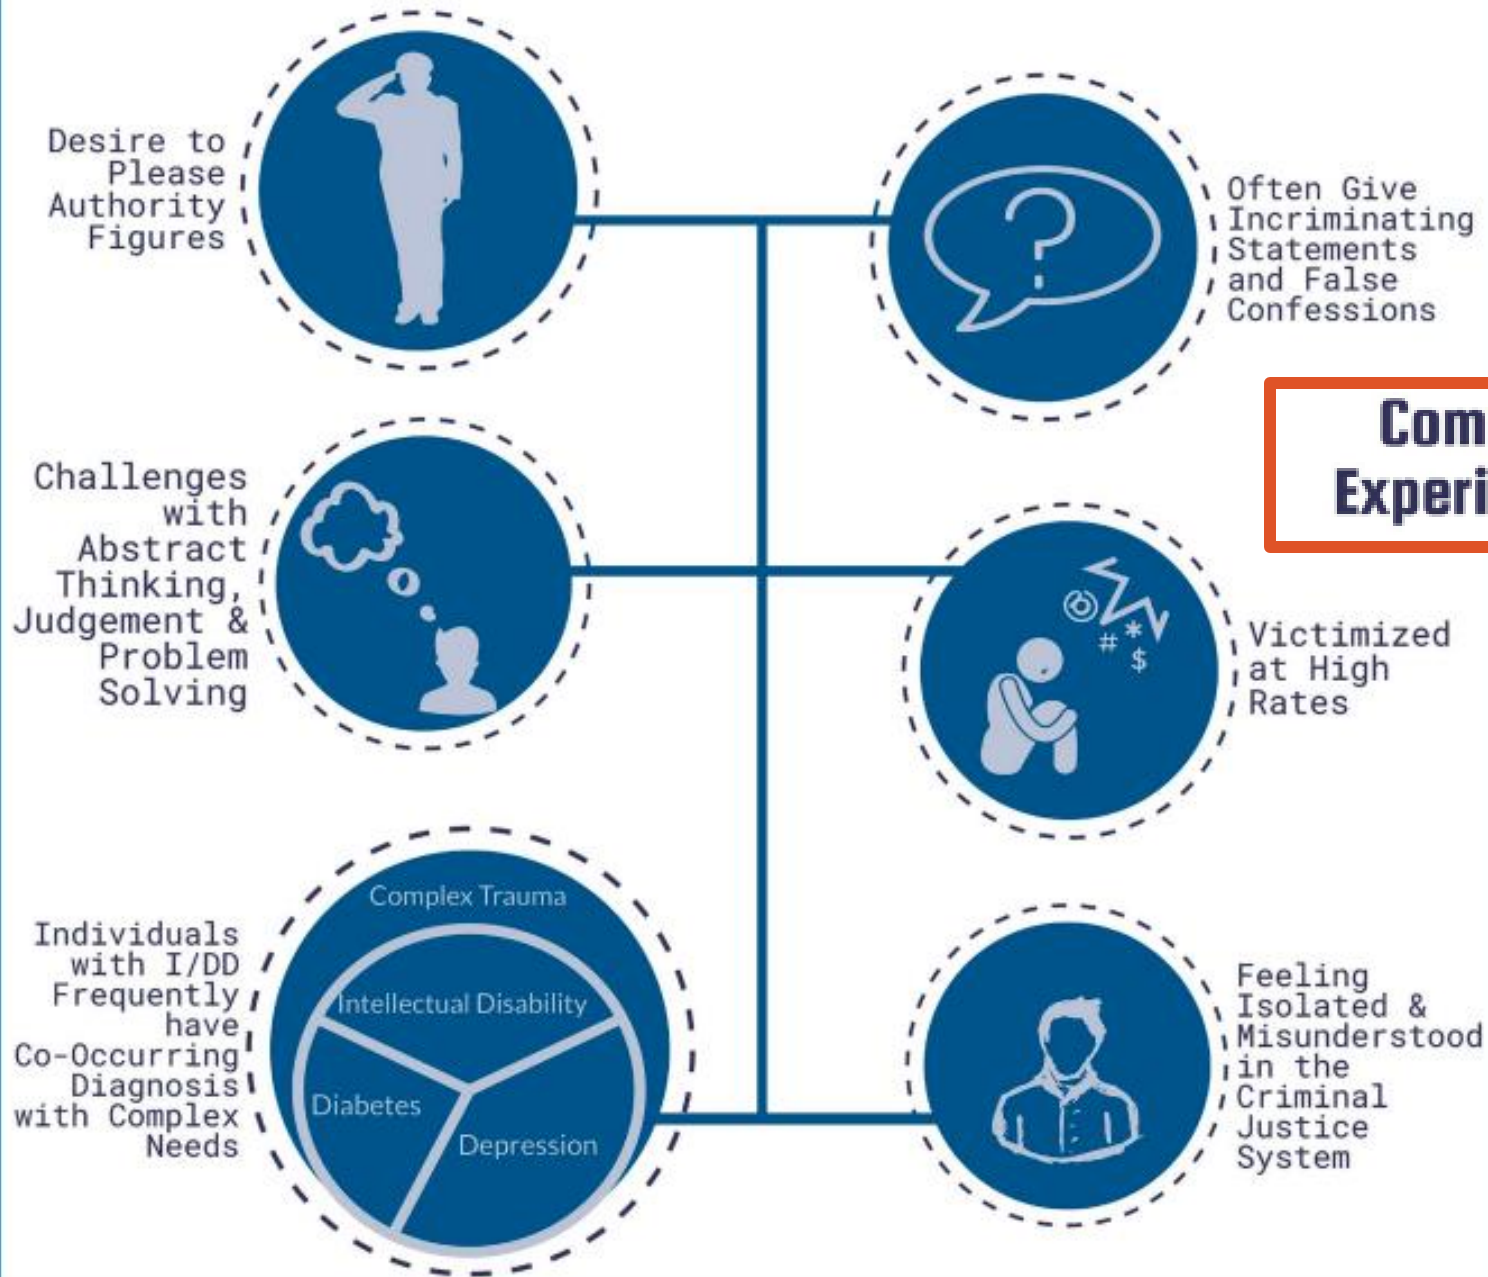 Desire to
Please
Authority
Figures
Often Give
Incriminating
Statements
and False
Confessions
Com
Experi
Challenges
with
Abstract
Thinking,
Judgement &
Problem
Solving
@
# *
$
Victimized
at High
Rates
Individuals
with I/DD
Frequently
have
Co-Occurring
Diagnosis
with Complex
Needs
Complex Trauma
Intellectual Disability
Diabetes
Depression
Feeling
Isolated &
Misunderstood
in the
Criminal
Justice
System